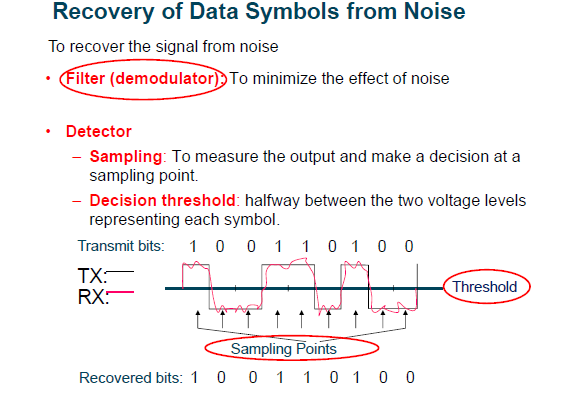 Recovery of Data Symbols from Noise
To recover the signal from noise
• Filter (demodulator): To minimize the effect of noise
• Detector
– Sampling: To measure the output and make a decision at a
sampling point.
– Decision threshold: halfway between the two voltage levels
representing each symbol.
Transmit bits: 1 0 0 1 1 0 1 0 0
TX:
RX:
Threshold
Sampling Points
Recovered bits: 1 0 0 1 1 0 1 0 0